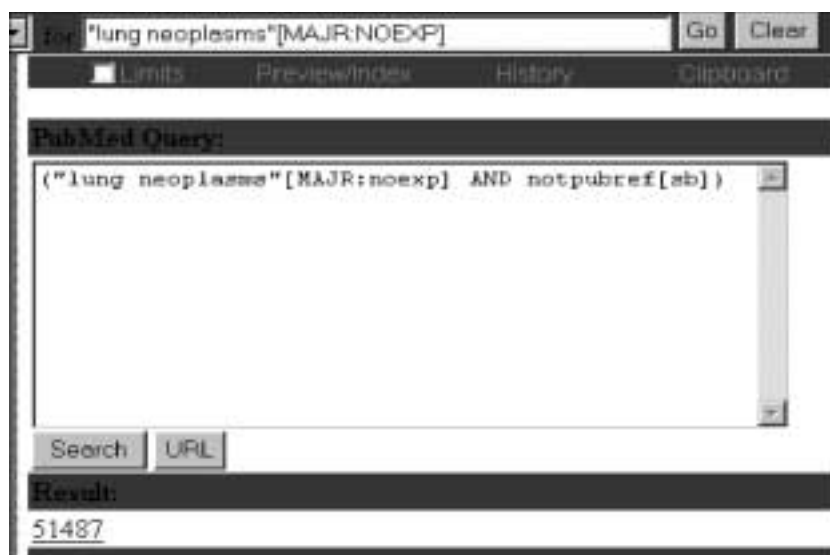 for "lung neoplasms"[MAJR:NOEXP] Go Clear
Limits Preview/Index History Clipboard
PubMed Query:
("lung neoplasms"[MAJR:noexp] AND notpubref[sb])
Search URL
Result:
51487